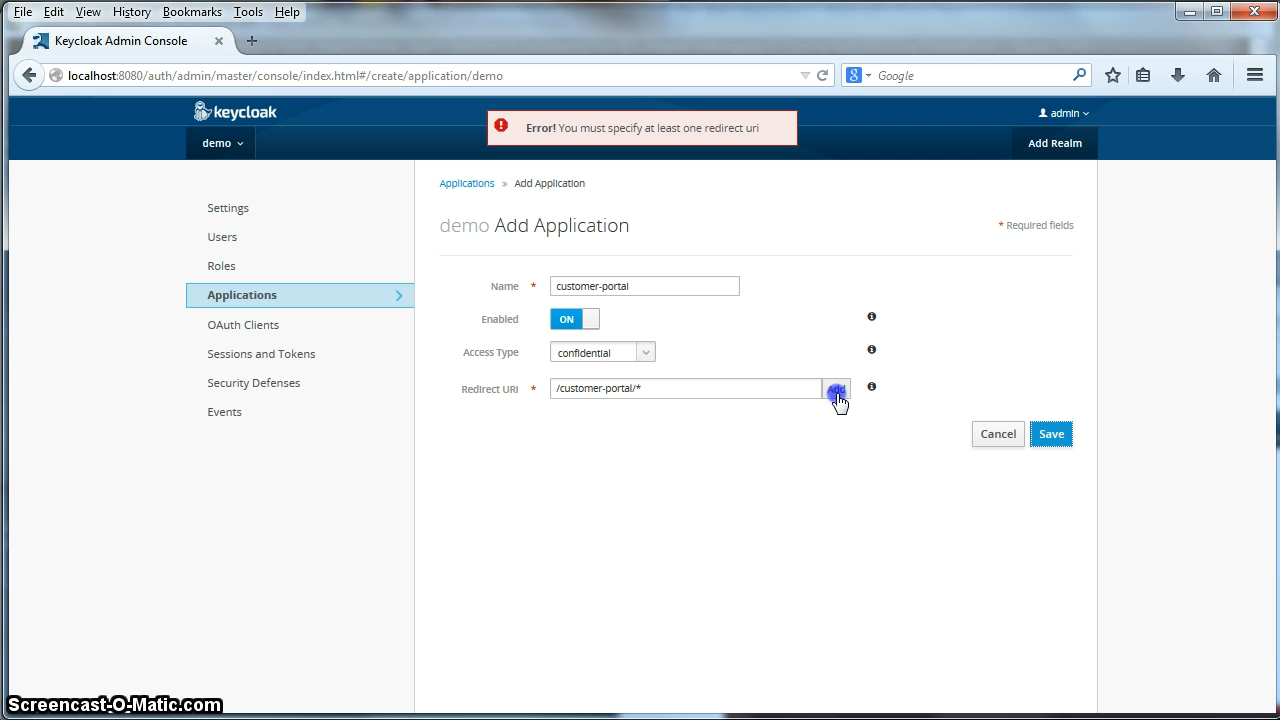 File Edit View History Bookmarks Tools Help
Keycloak Admin Console
localhost:8080/auth/admin/master/console/index.html#/create/application/demo
Google
keycloak
admin
Error! You must specify at least one redirect uri
demo
Add Realm
Applications » Add Application
Settings
Users
Roles
Applications
OAuth Clients
Sessions and Tokens
Security Defenses
Events
demo Add Application
* Required fields
Name * customer-portal
Enabled ON
Access Type confidential
Redirect URI * /customer-portal/* Add
Cancel Save
Screencast-O-Matic.com